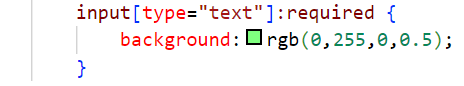 input[type="text"]:required {
    background: rgb(0,255,0,0.5);
}